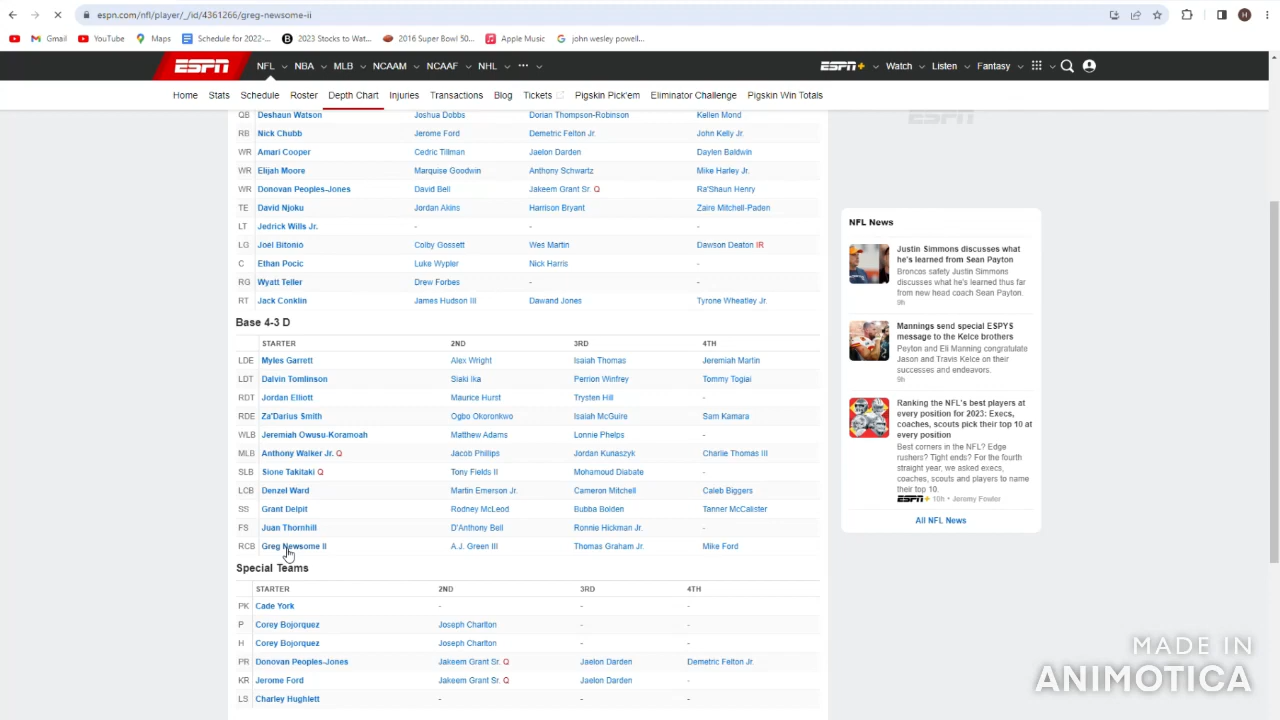 espn.com/nfl/player/_/id/4361266/greg-newsome-ii
Gmail YouTube Maps Schedule for 2022-... 2023 Stocks to Wat... 2016 Super Bowl 50... Apple Music john wesley powell...
ESPN NFL NBA MLB NCAAM NCAAF NHL ... ESPN+ Watch Listen Fantasy
Home Stats Schedule Roster Depth Chart Injuries Transactions Blog Tickets Pigskin Pick'em Eliminator Challenge Pigskin Win Totals
QB Deshaun Watson Joshua Dobbs Dorian Thompson-Robinson Kellen Mond
RB Nick Chubb Jerome Ford Demetric Felton Jr. John Kelly Jr.
WR Amari Cooper Cedric Tillman Jaelon Darden Daylen Baldwin
WR Elijah Moore Marquise Goodwin Anthony Schwartz Mike Harley Jr.
WR Donovan Peoples-Jones David Bell Jakeem Grant Sr. Q Ra'Shaun Henry
TE David Njoku Jordan Akins Harrison Bryant Zaire Mitchell-Paden
LT Jedrick Wills Jr. - - -
LG Joel Bitonio Colby Gossett Wes Martin Dawson Deaton IR
C Ethan Pocic Luke Wypler Nick Harris -
RG Wyatt Teller Drew Forbes - -
RT Jack Conklin James Hudson III Dawand Jones Tyrone Wheatley Jr.
Base 4-3 D
STARTER 2ND 3RD 4TH
LDE Myles Garrett Alex Wright Isaiah Thomas Jeremiah Martin
LDT Dalvin Tomlinson Siaki Ika Perrion Winfrey Tommy Togiai
RDT Jordan Elliott Maurice Hurst Trysten Hill -
RDE Za'Darius Smith Ogbo Okoronkwo Isaiah McGuire Sam Kamara
WLB Jeremiah Owusu-Koramoah Matthew Adams Lonnie Phelps -
MLB Anthony Walker Jr. Q Jacob Phillips Jordan Kunaszyk Charlie Thomas III
SLB Sione Takitaki Q Tony Fields II Mohamoud Diabate -
LCB Denzel Ward Martin Emerson Jr. Cameron Mitchell Caleb Biggers
SS Grant Delpit Rodney McLeod Bubba Bolden Tanner McCalister
FS Juan Thornhill D'Anthony Bell Ronnie Hickman Jr. -
RCB Greg Newsome II A.J. Green III Thomas Graham Jr. Mike Ford
Special Teams
STARTER 2ND 3RD 4TH
PK Cade York - - -
P Corey Bojorquez Joseph Charlton - -
H Corey Bojorquez Joseph Charlton - -
PR Donovan Peoples-Jones Jakeem Grant Sr. Q Jaelon Darden Demetric Felton Jr.
KR Jerome Ford Jakeem Grant Sr. Q Jaelon Darden -
LS Charley Hughlett - - -
NFL News
Justin Simmons discusses what
he's learned from Sean Payton
Broncos safety Justin Simmons
discusses what he's learned thus far
from new head coach Sean Payton.
9h
Mannings send special ESPYS
message to the Kelce brothers
Peyton and Eli Manning congratulate
Jason and Travis Kelce on their
successes and endeavors.
9h
Ranking the NFL's best players at
every position for 2023: Execs,
coaches, scouts pick their top 10 at
every position
Best corners in the NFL? Edge
rushers? Tight ends? For the fourth
straight year, we asked execs,
coaches, scouts and players to name
their top 10.
ESPN+ 10h • Jeremy Fowler
All NFL News
MADE IN
ANIMOTICA